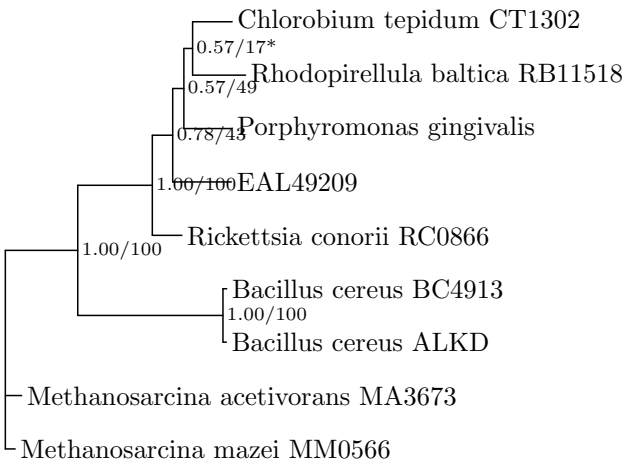 Chlorobium tepidum CT1302
0.57/17*
Rhodopirellula baltica RB11518
0.57/49
Porphyromonas gingivalis
0.78/43
EAL49209
1.00/100
Rickettsia conorii RC0866
1.00/100
Bacillus cereus BC4913
1.00/100
Bacillus cereus ALKD
Methanosarcina acetivorans MA3673
Methanosarcina mazei MM0566